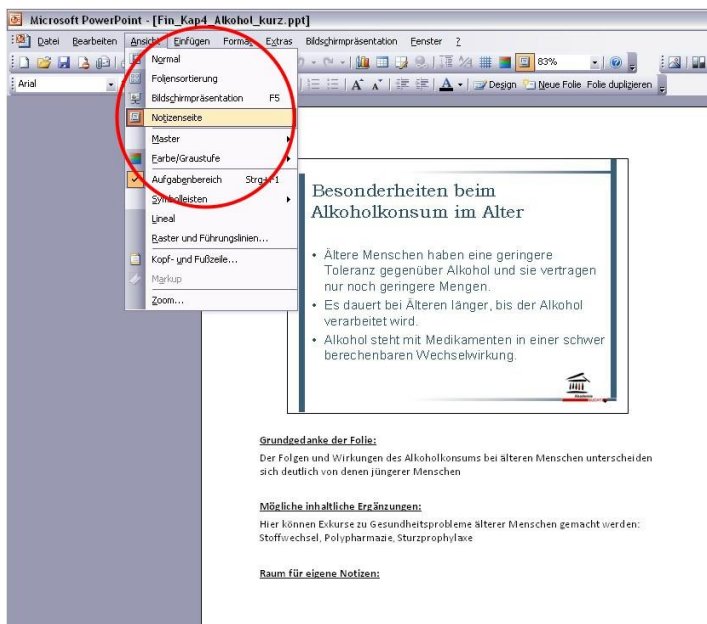 Microsoft PowerPoint - [Fin_Kap4_Alkohol_kurz.ppt]
Datei Bearbeiten Ansicht Einfügen Format Extras Bildschirmpräsentation Fenster ?
83%
Arial
Design Neue Folie Folie duplizieren
Normal
Foliensortierung
Bildschirmpräsentation F5
Notizenseite
Master
Farbe/Graustufe
Aufgabenbereich Strg+F1
Symbolleisten
Lineal
Raster und Führungslinien...
Kopf- und Fußzeile...
Markup
Zoom...
Besonderheiten beim
Alkoholkonsum im Alter
• Ältere Menschen haben eine geringere
Toleranz gegenüber Alkohol und sie vertragen
nur noch geringere Mengen.
• Es dauert bei Älteren länger, bis der Alkohol
verarbeitet wird.
• Alkohol steht mit Medikamenten in einer schwer
berechenbaren Wechselwirkung.
Grundgedanke der Folie:
Der Folgen und Wirkungen des Alkoholkonsums bei älteren Menschen unterscheiden
sich deutlich von denen jüngerer Menschen
Mögliche inhaltliche Ergänzungen:
Hier können Exkurse zu Gesundheitsprobleme älterer Menschen gemacht werden:
Stoffwechsel, Polypharmazie, Sturzprophylaxe
Raum für eigene Notizen: